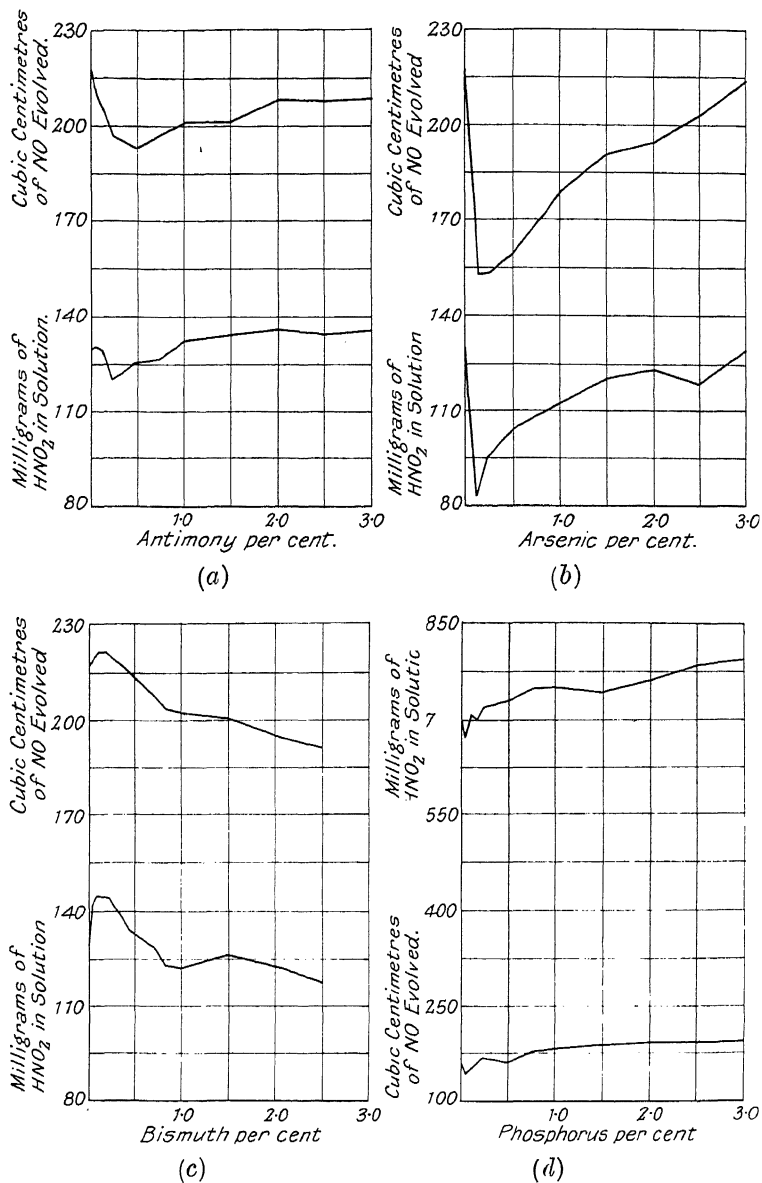 Cubic Centimetres
of NO Evolved.
Milligrams of
HNO2 in Solution.
230
200
170
140
110
80
1·0
2·0
3·0
Antimony per cent.
(a)
Cubic Centimetres
of NO Evolved
Milligrams of
HNO2 in Solution
230
200
170
140
110
80
1·0
2·0
3·0
Arsenic per cent.
(b)
Cubic Centimetres
of NO Evolved
Milligrams of
HNO2 in Solution
230
200
170
140
170
80
1·0
2·0
3·0
Bismuth per cent
(c)
Milligrams of
HNO2 in Solutic
Cubic Centimetres
of NO Evolved.
850
7
550
400
250
100
1·0
2·0
3·0
Phosphorus per cent
(d)